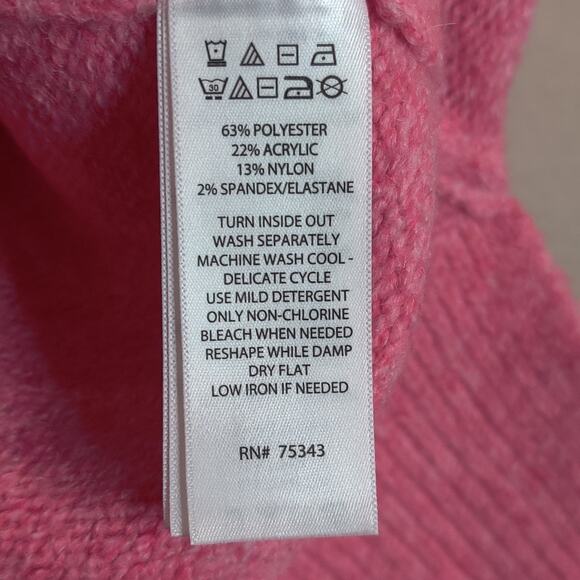 30
63% POLYESTER
22% ACRYLIC
13% NYLON
2% SPANDEX/ELASTANE
TURN INSIDE OUT
WASH SEPARATELY
MACHINE WASH COOL -
DELICATE CYCLE
USE MILD DETERGENT
ONLY NON-CHLORINE
BLEACH WHEN NEEDED
RESHAPE WHILE DAMP
DRY FLAT
LOW IRON IF NEEDED
RN# 75343